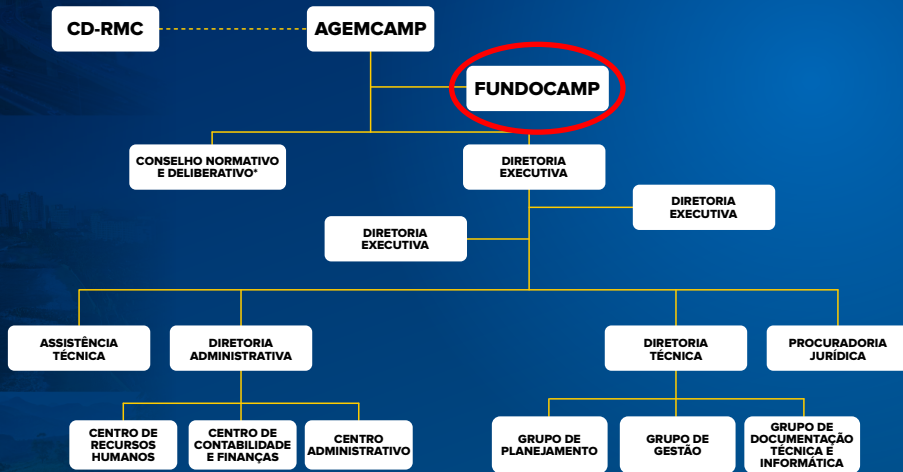 CD-RMC
AGEMCAMP
FUNDOCAMP
CONSELHO NORMATIVO
E DELIBERATIVO*
DIRETORIA
EXECUTIVA
DIRETORIA
EXECUTIVA
DIRETORIA
EXECUTIVA
ASSISTÊNCIA
TÉCNICA
DIRETORIA
ADMINISTRATIVA
DIRETORIA
TÉCNICA
PROCURADORIA
JURÍDICA
CENTRO DE
RECURSOS
HUMANOS
CENTRO DE
CONTABILIDADE
E FINANÇAS
CENTRO
ADMINISTRATIVO
GRUPO DE
PLANEJAMENTO
GRUPO DE
GESTÃO
GRUPO DE
DOCUMENTAÇÃO
TÉCNICA E
INFORMÁTICA